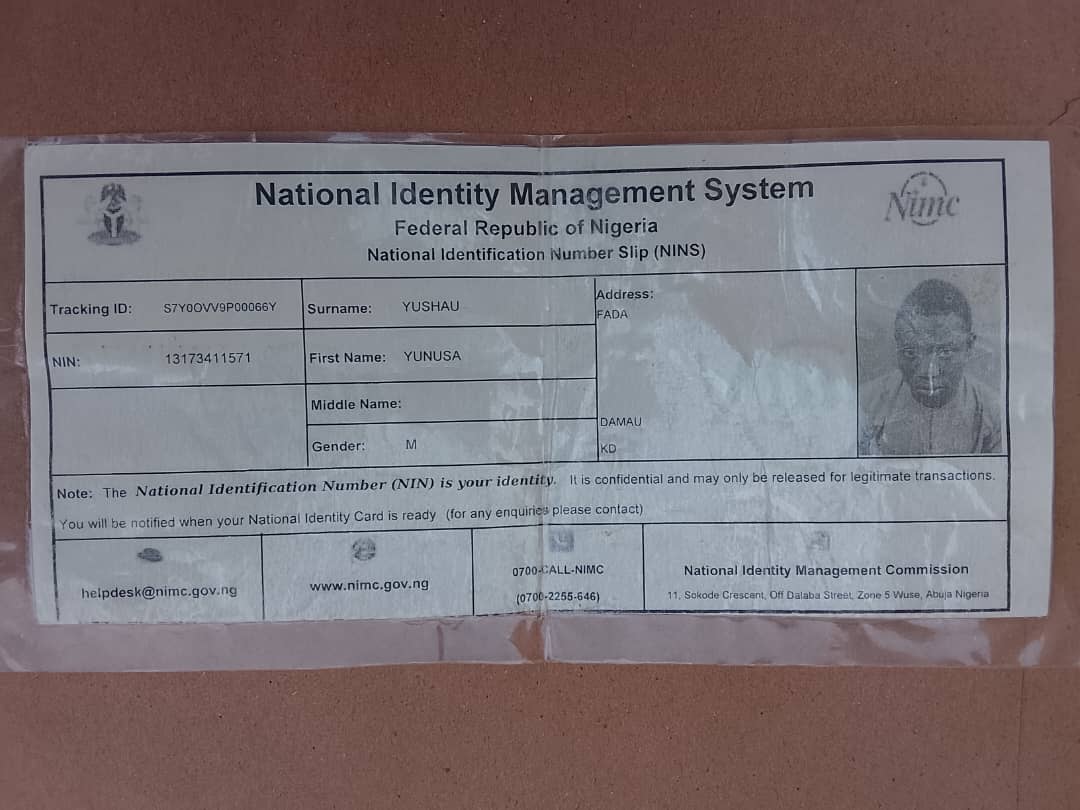 National Identity Management System
Federal Republic of Nigeria
National Identification Number Slip (NINS)
Nimc
Tracking ID: S7Y0OVV9P00066Y
Surname: YUSHAU
Address:
FADA
NIN: 13173411571
First Name: YUNUSA
Middle Name:
DAMAU
Gender: M
KD
Note: The National Identification Number (NIN) is your identity. It is confidential and may only be released for legitimate transactions.
You will be notified when your National Identity Card is ready (for any enquiries please contact)
helpdesk@nimc.gov.ng
www.nimc.gov.ng
0700-CALL-NIMC
(0700-2255-646)
National Identity Management Commission
11, Sokode Crescent, Off Dalaba Street, Zone 5 Wuse, Abuja Nigeria